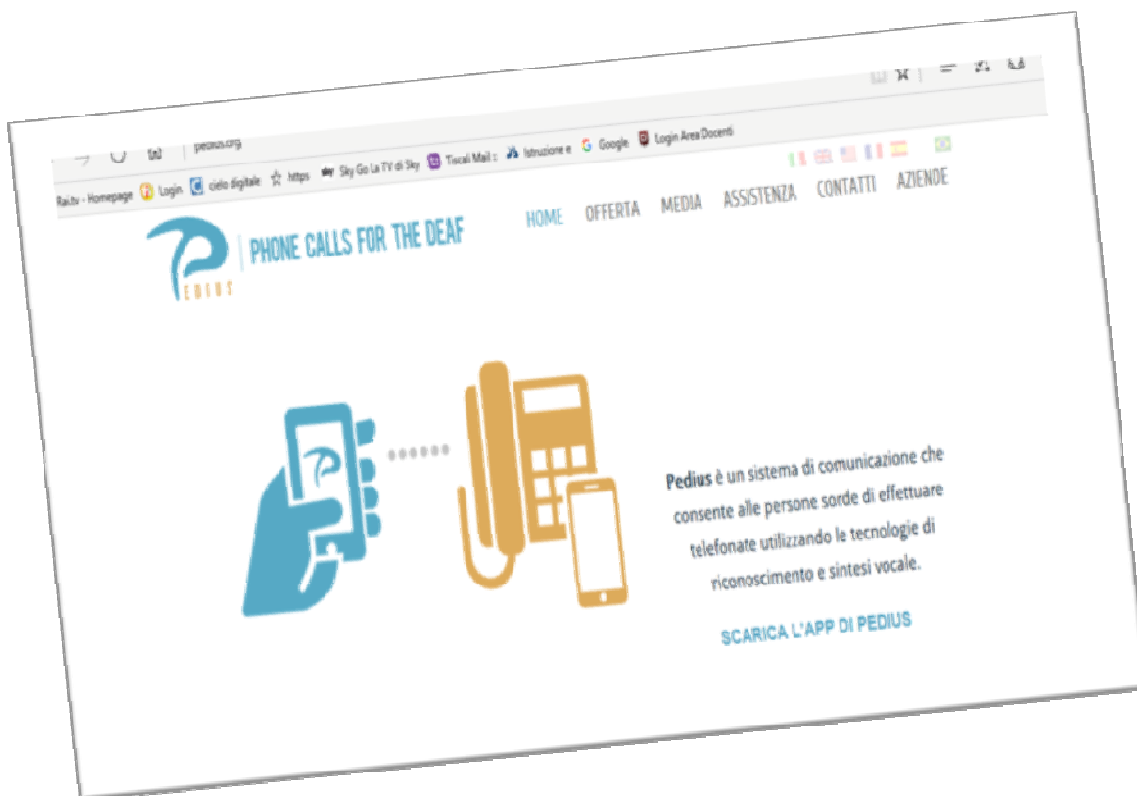 pedius.org
Rai.tv - Homepage Login cielo digitale https sky Sky Go La TV di Sky Tiscali Mail :: Istruzione e Google Login Area Docenti
PEDIUS
PHONE CALLS FOR THE DEAF
HOME OFFERTA MEDIA ASSISTENZA CONTATTI AZIENDE
Pedius è un sistema di comunicazione che
consente alle persone sorde di effettuare
telefonate utilizzando le tecnologie di
riconoscimento e sintesi vocale.
SCARICA L'APP DI PEDIUS